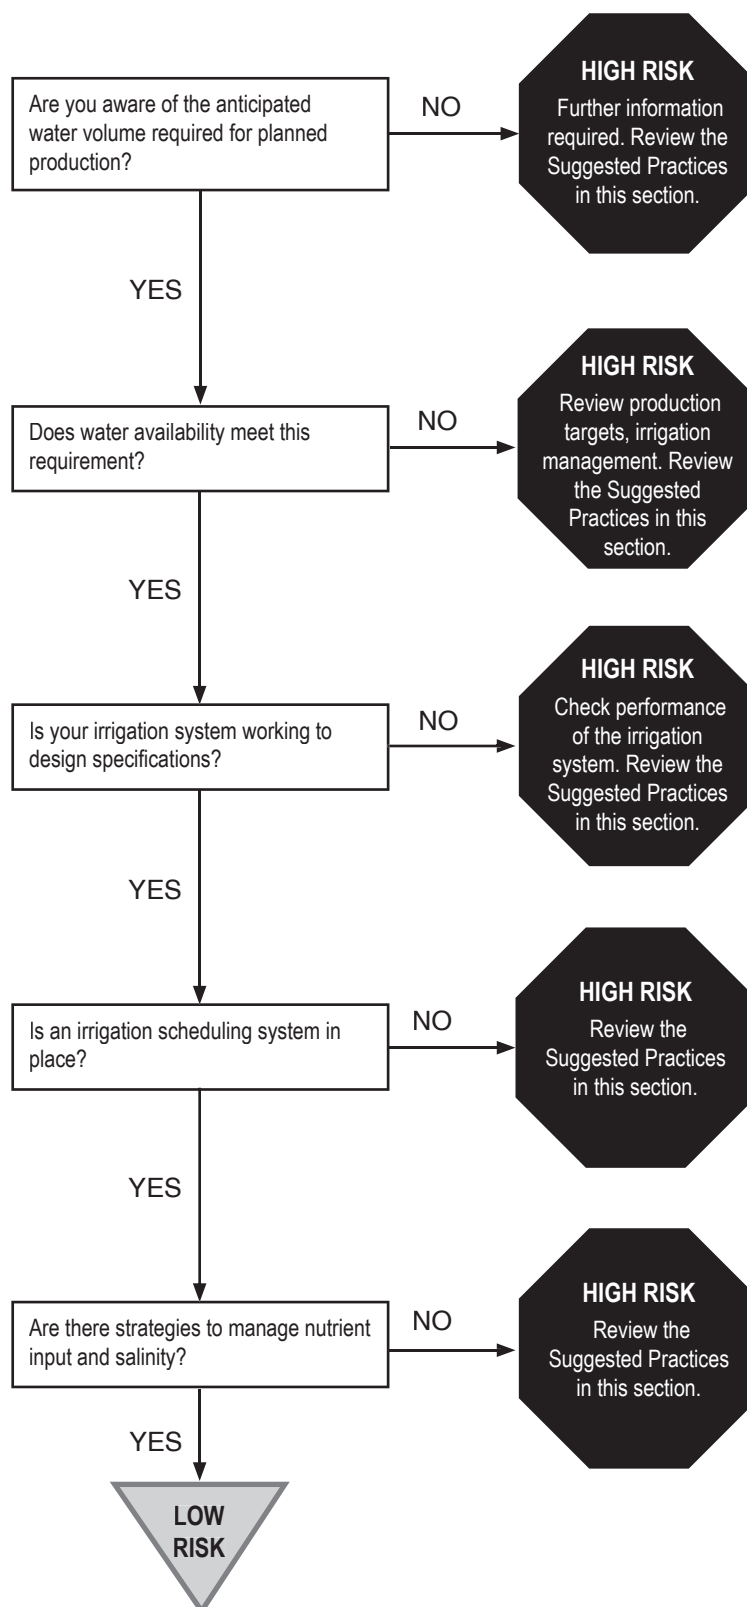 Are you aware of the anticipated
water volume required for planned
production?
NO
HIGH RISK
Further information
required. Review the
Suggested Practices
in this section.
YES
Does water availability meet this
requirement?
NO
HIGH RISK
Review production
targets, irrigation
management. Review
the Suggested
Practices in this
section.
YES
Is your irrigation system working to
design specifications?
NO
HIGH RISK
Check performance
of the irrigation
system. Review the
Suggested Practices
in this section.
YES
Is an irrigation scheduling system in
place?
NO
HIGH RISK
Review the
Suggested Practices
in this section.
YES
Are there strategies to manage nutrient
input and salinity?
NO
HIGH RISK
Review the
Suggested Practices
in this section.
YES
LOW
RISK